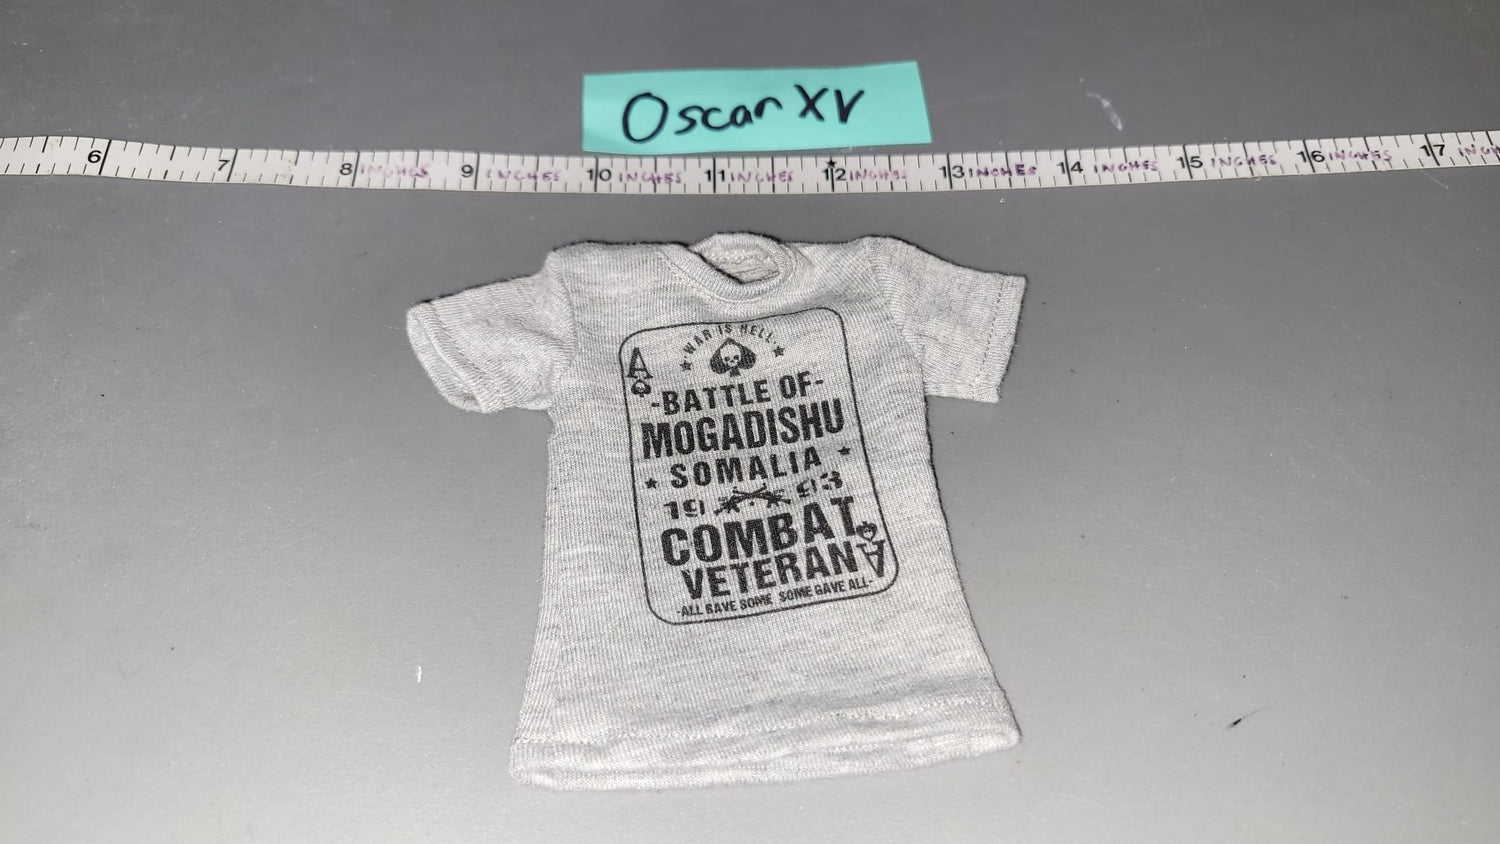 Oscar XV
6 7 8 INCHES 9 INCHES 10 INCHES 11 INCHES 12 INCHES 13 INCHES 14 INCHES 15 INCHES 16 INCHES 17
WAR IS HELL
A
-BATTLE OF-
MOGADISHU
SOMALIA
19 93
COMBAT
VETERAN
A
-ALL GAVE SOME SOME GAVE ALL-